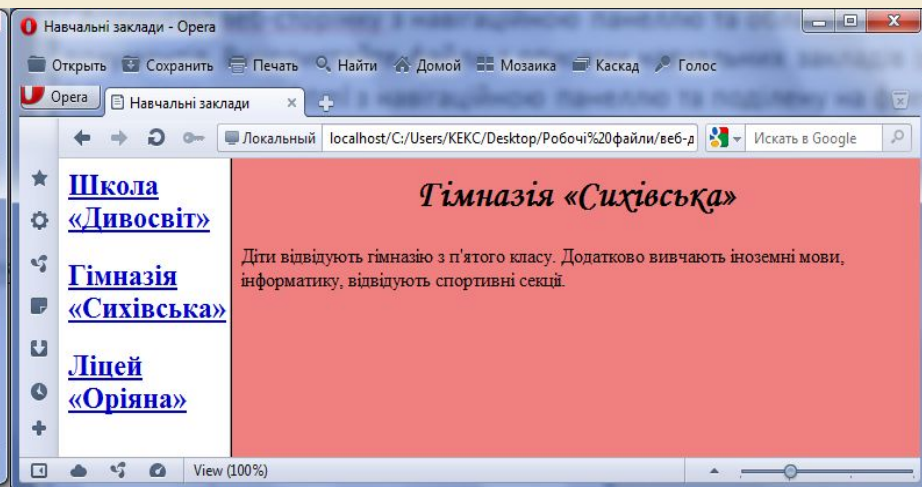 Навчальні заклади - Opera
Открыть Сохранить Печать Найти Домой Мозаика Каскад Голос
Opera Навчальні заклади
Локальный localhost/C:/Users/КЕКС/Desktop/Робочі%20файли/веб-д Искать в Google
Школа
«Дивосвіт»
Гімназія
«Сихівська»
Ліцей
«Оріяна»
Гімназія «Сихівська»
Діти відвідують гімназію з п'ятого класу. Додатково вивчають іноземні мови,
інформатику, відвідують спортивні секції.
View (100%)